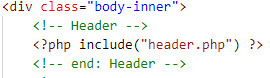 <div class="body-inner">
<!-- Header -->
<?php include("header.php") ?>
<!-- end: Header -->